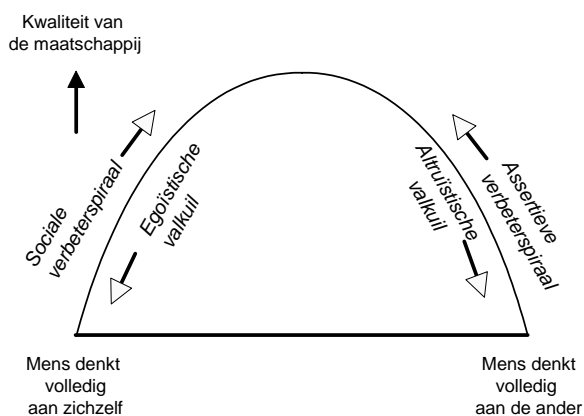 Kwaliteit van
de maatschappij
Sociale
verbeterspiraal
Egoïstische
valkuil
Altruïstische
valkuil
Assertieve
verbeterspiraal
Mens denkt
volledig
aan zichzelf
Mens denkt
volledig
aan de ander